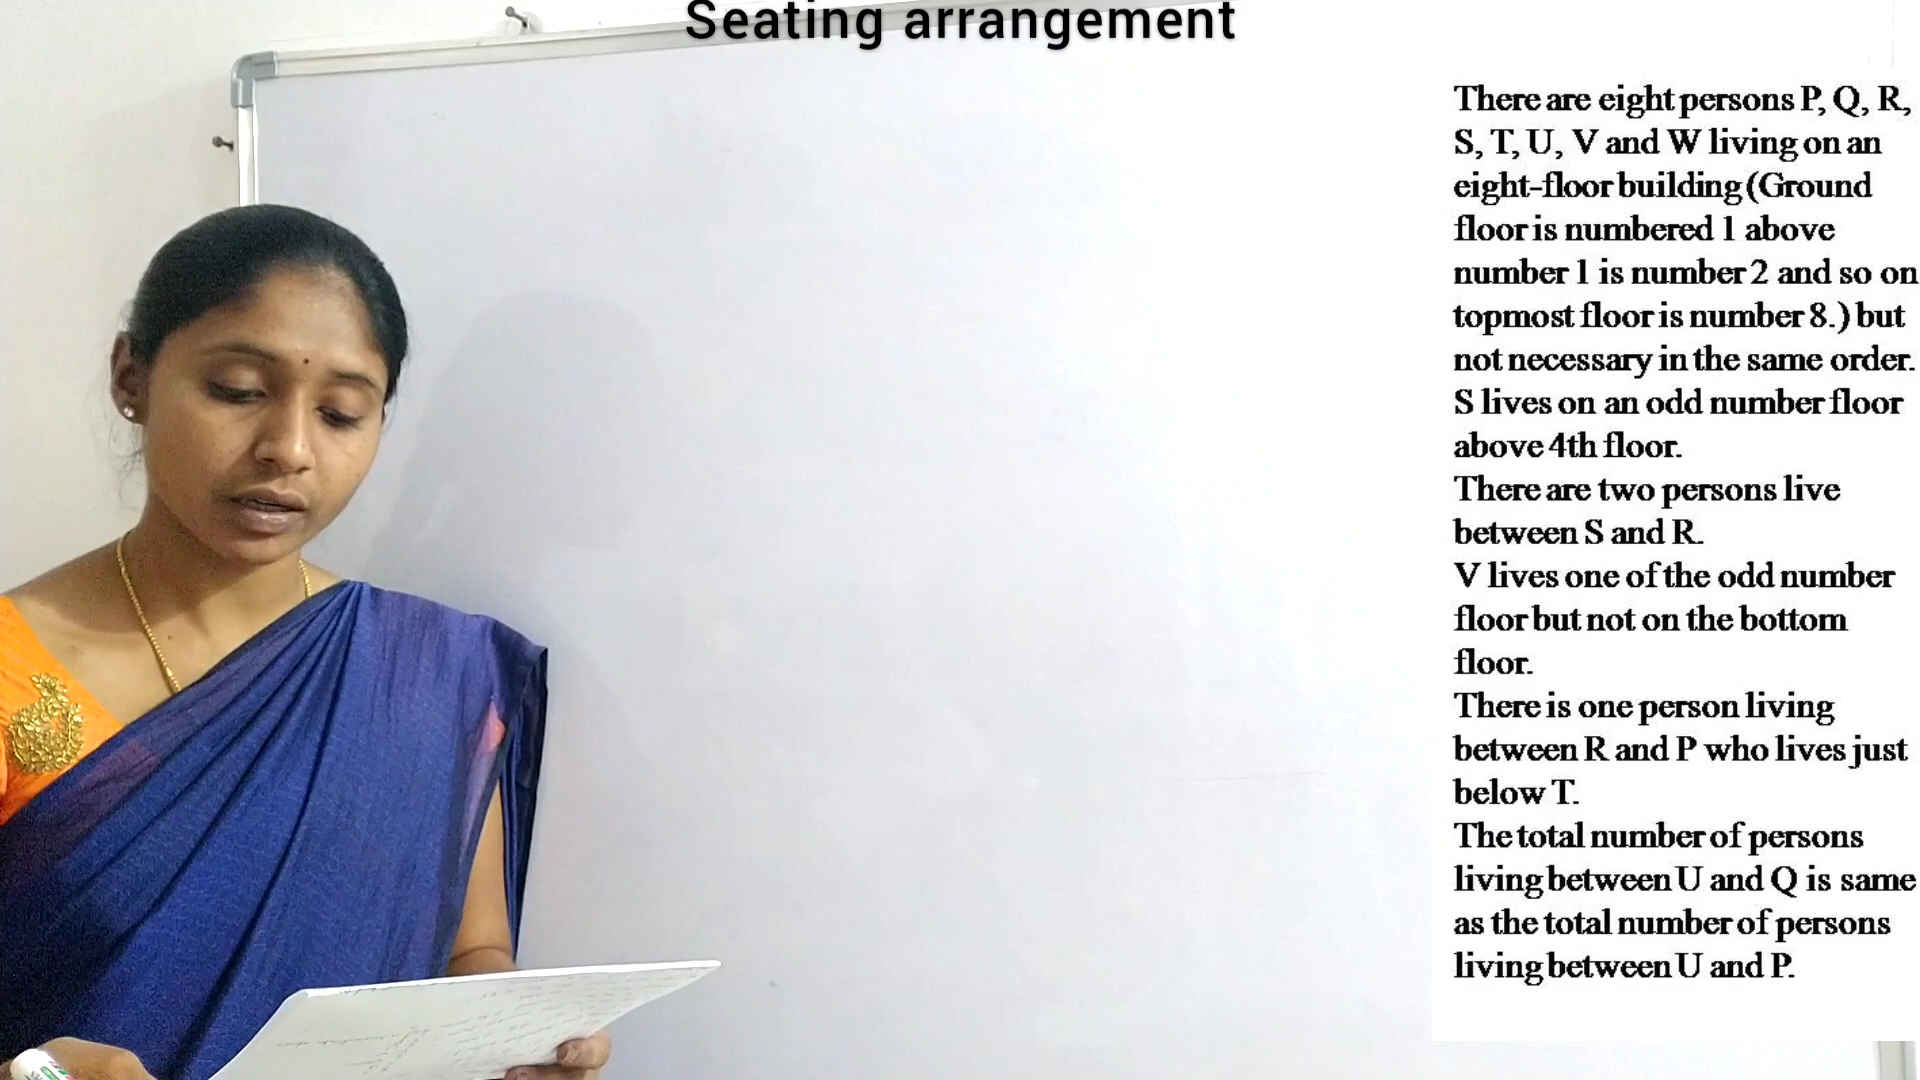 Seating arrangement
There are eight persons P, Q, R,
S, T, U, V and W living on an
eight-floor building (Ground
floor is numbered 1 above
number 1 is number 2 and so on
topmost floor is number 8.) but
not necessary in the same order.
S lives on an odd number floor
above 4th floor.
There are two persons live
between S and R.
V lives one of the odd number
floor but not on the bottom
floor.
There is one person living
between R and P who lives just
below T.
The total number of persons
living between U and Q is same
as the total number of persons
living between U and P.